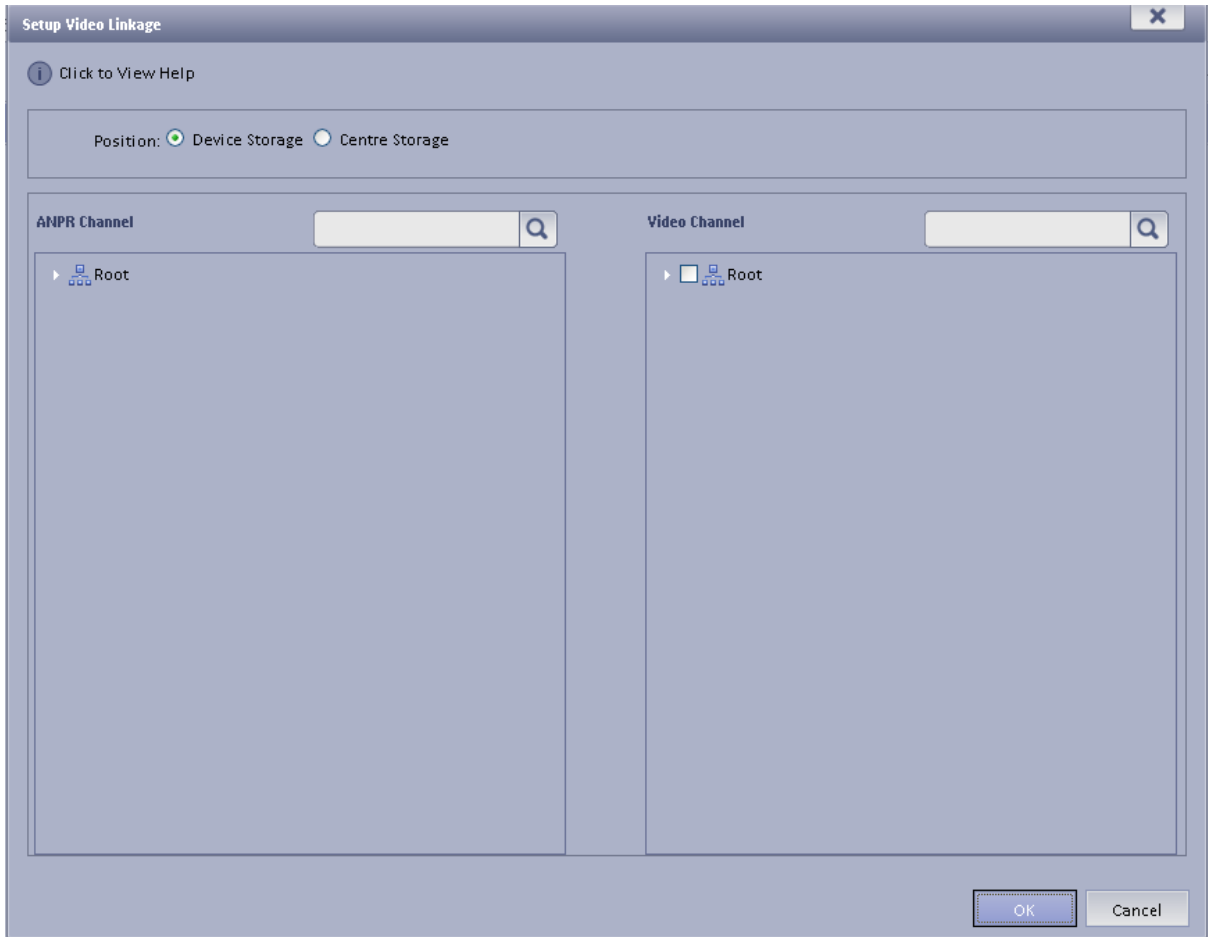 Setup Video Linkage
Click to View Help
Position: Device Storage Centre Storage
ANPR Channel
Video Channel
Root
Root
OK
Cancel